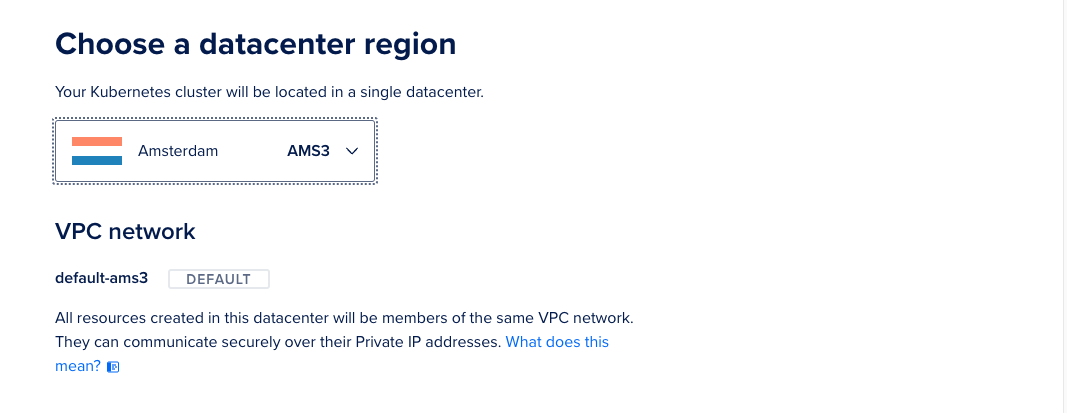 Choose a datacenter region
Your Kubernetes cluster will be located in a single datacenter.
Amsterdam AMS3
VPC network
default-ams3 DEFAULT
All resources created in this datacenter will be members of the same VPC network.
They can communicate securely over their Private IP addresses. What does this
mean?